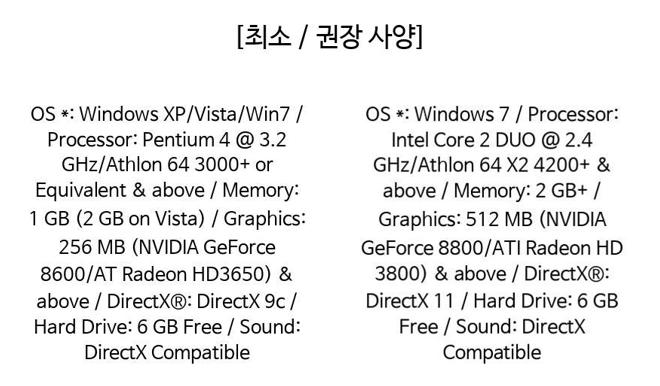 [최소 / 권장 사양]
OS *: Windows XP/Vista/Win7 /
Processor: Pentium 4 @ 3.2
GHz/Athlon 64 3000+ or
Equivalent & above / Memory:
1 GB (2 GB on Vista) / Graphics:
256 MB (NVIDIA GeForce
8600/AT Radeon HD3650) &
above / DirectX®: DirectX 9c /
Hard Drive: 6 GB Free / Sound:
DirectX Compatible
OS *: Windows 7 / Processor:
Intel Core 2 DUO @ 2.4
GHz/Athlon 64 X2 4200+ &
above / Memory: 2 GB+ /
Graphics: 512 MB (NVIDIA
GeForce 8800/ATI Radeon HD
3800) & above / DirectX®:
DirectX 11 / Hard Drive: 6 GB
Free / Sound: DirectX
Compatible